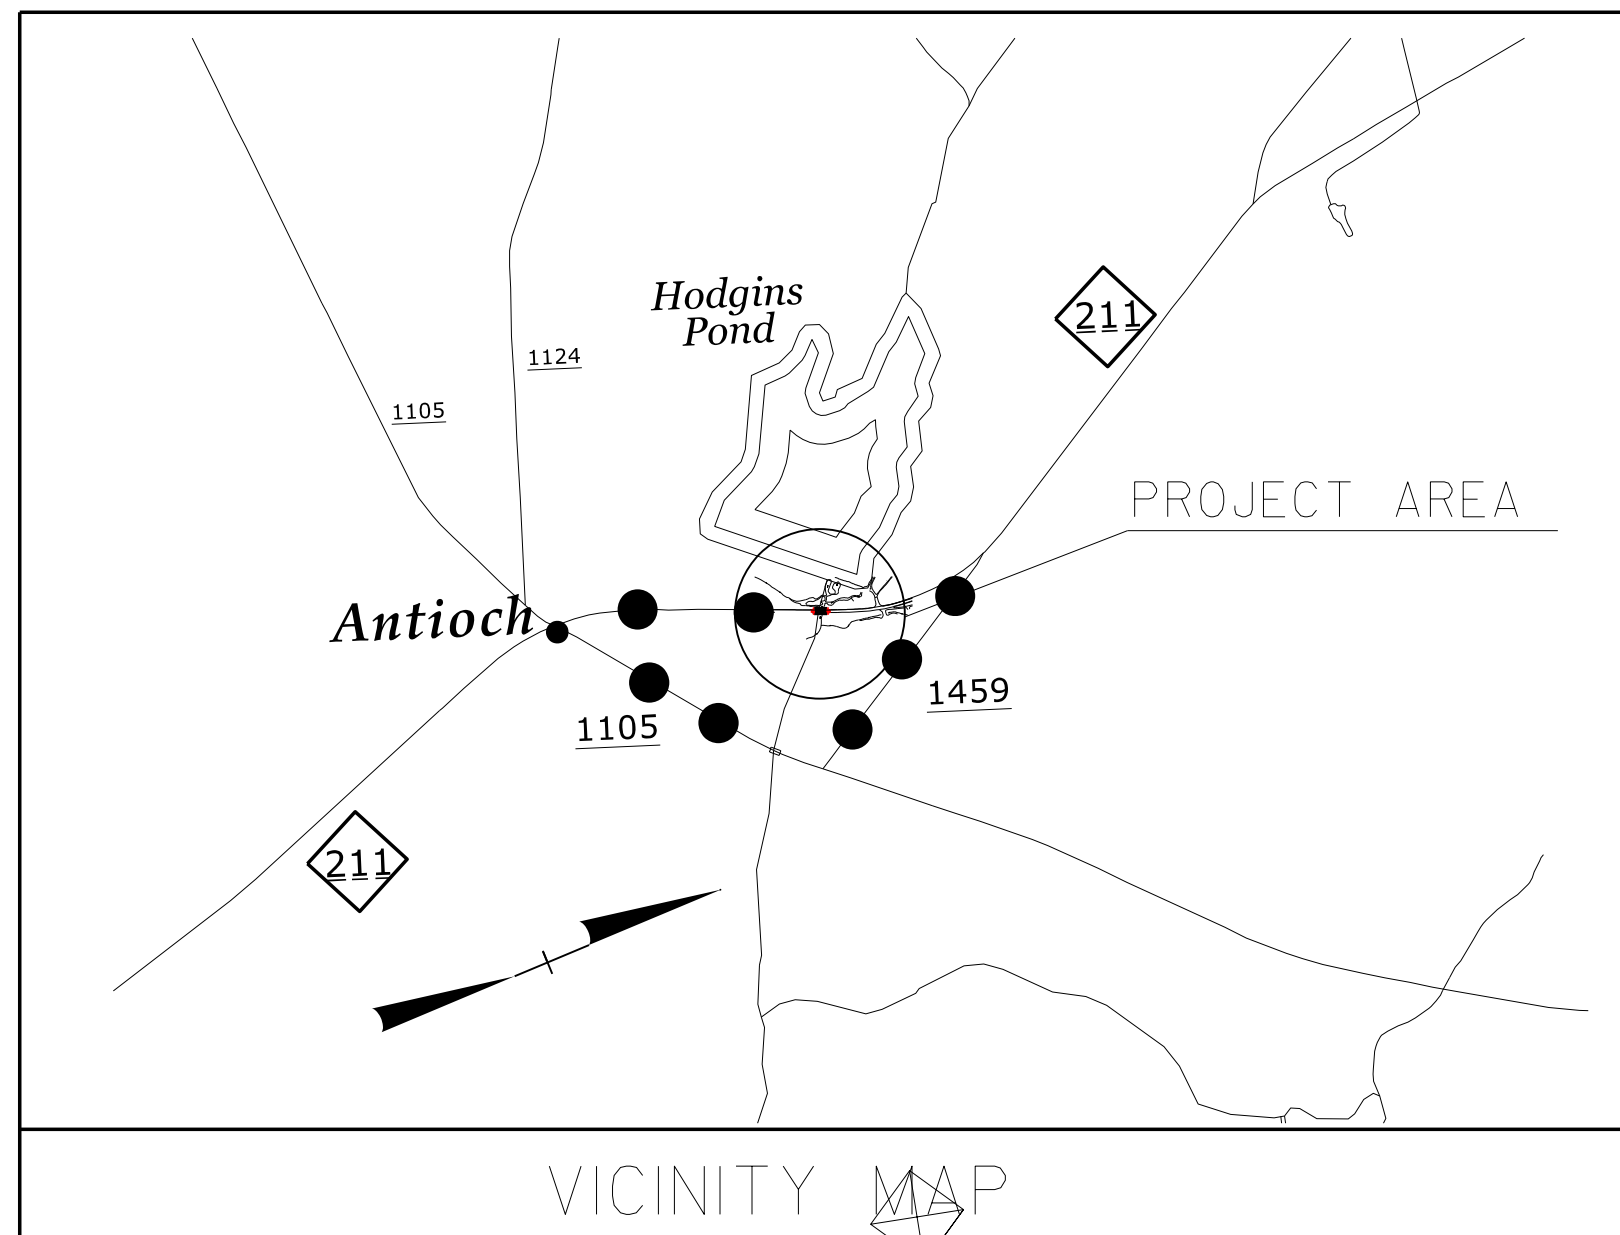 Hodgins
Pond
211
1124
1105
PROJECT AREA
Antioch
1459
1105
211
VICINITY MAP